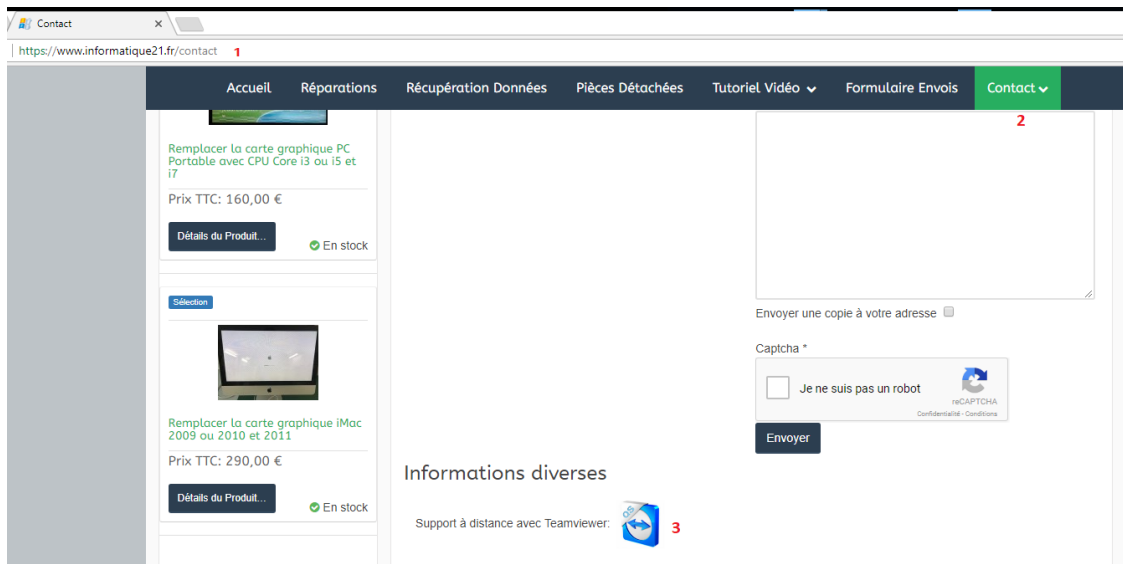 Contact
https://www.informatique21.fr/contact 1
Accueil Réparations Récupération Données Pièces Détachées Tutoriel Vidéo Formulaire Envois Contact
2
Remplacer la carte graphique PC
Portable avec CPU Core i3 ou i5 et
i7
Prix TTC: 160,00 €
Détails du Produit...
En stock
Sélection
Remplacer la carte graphique iMac
2009 ou 2010 et 2011
Prix TTC: 290,00 €
Détails du Produit...
En stock
Envoyer une copie à votre adresse
Captcha *
Je ne suis pas un robot
reCAPTCHA
Confidentialité - Conditions
Envoyer
Informations diverses
Support à distance avec Teamviewer:
QS
3